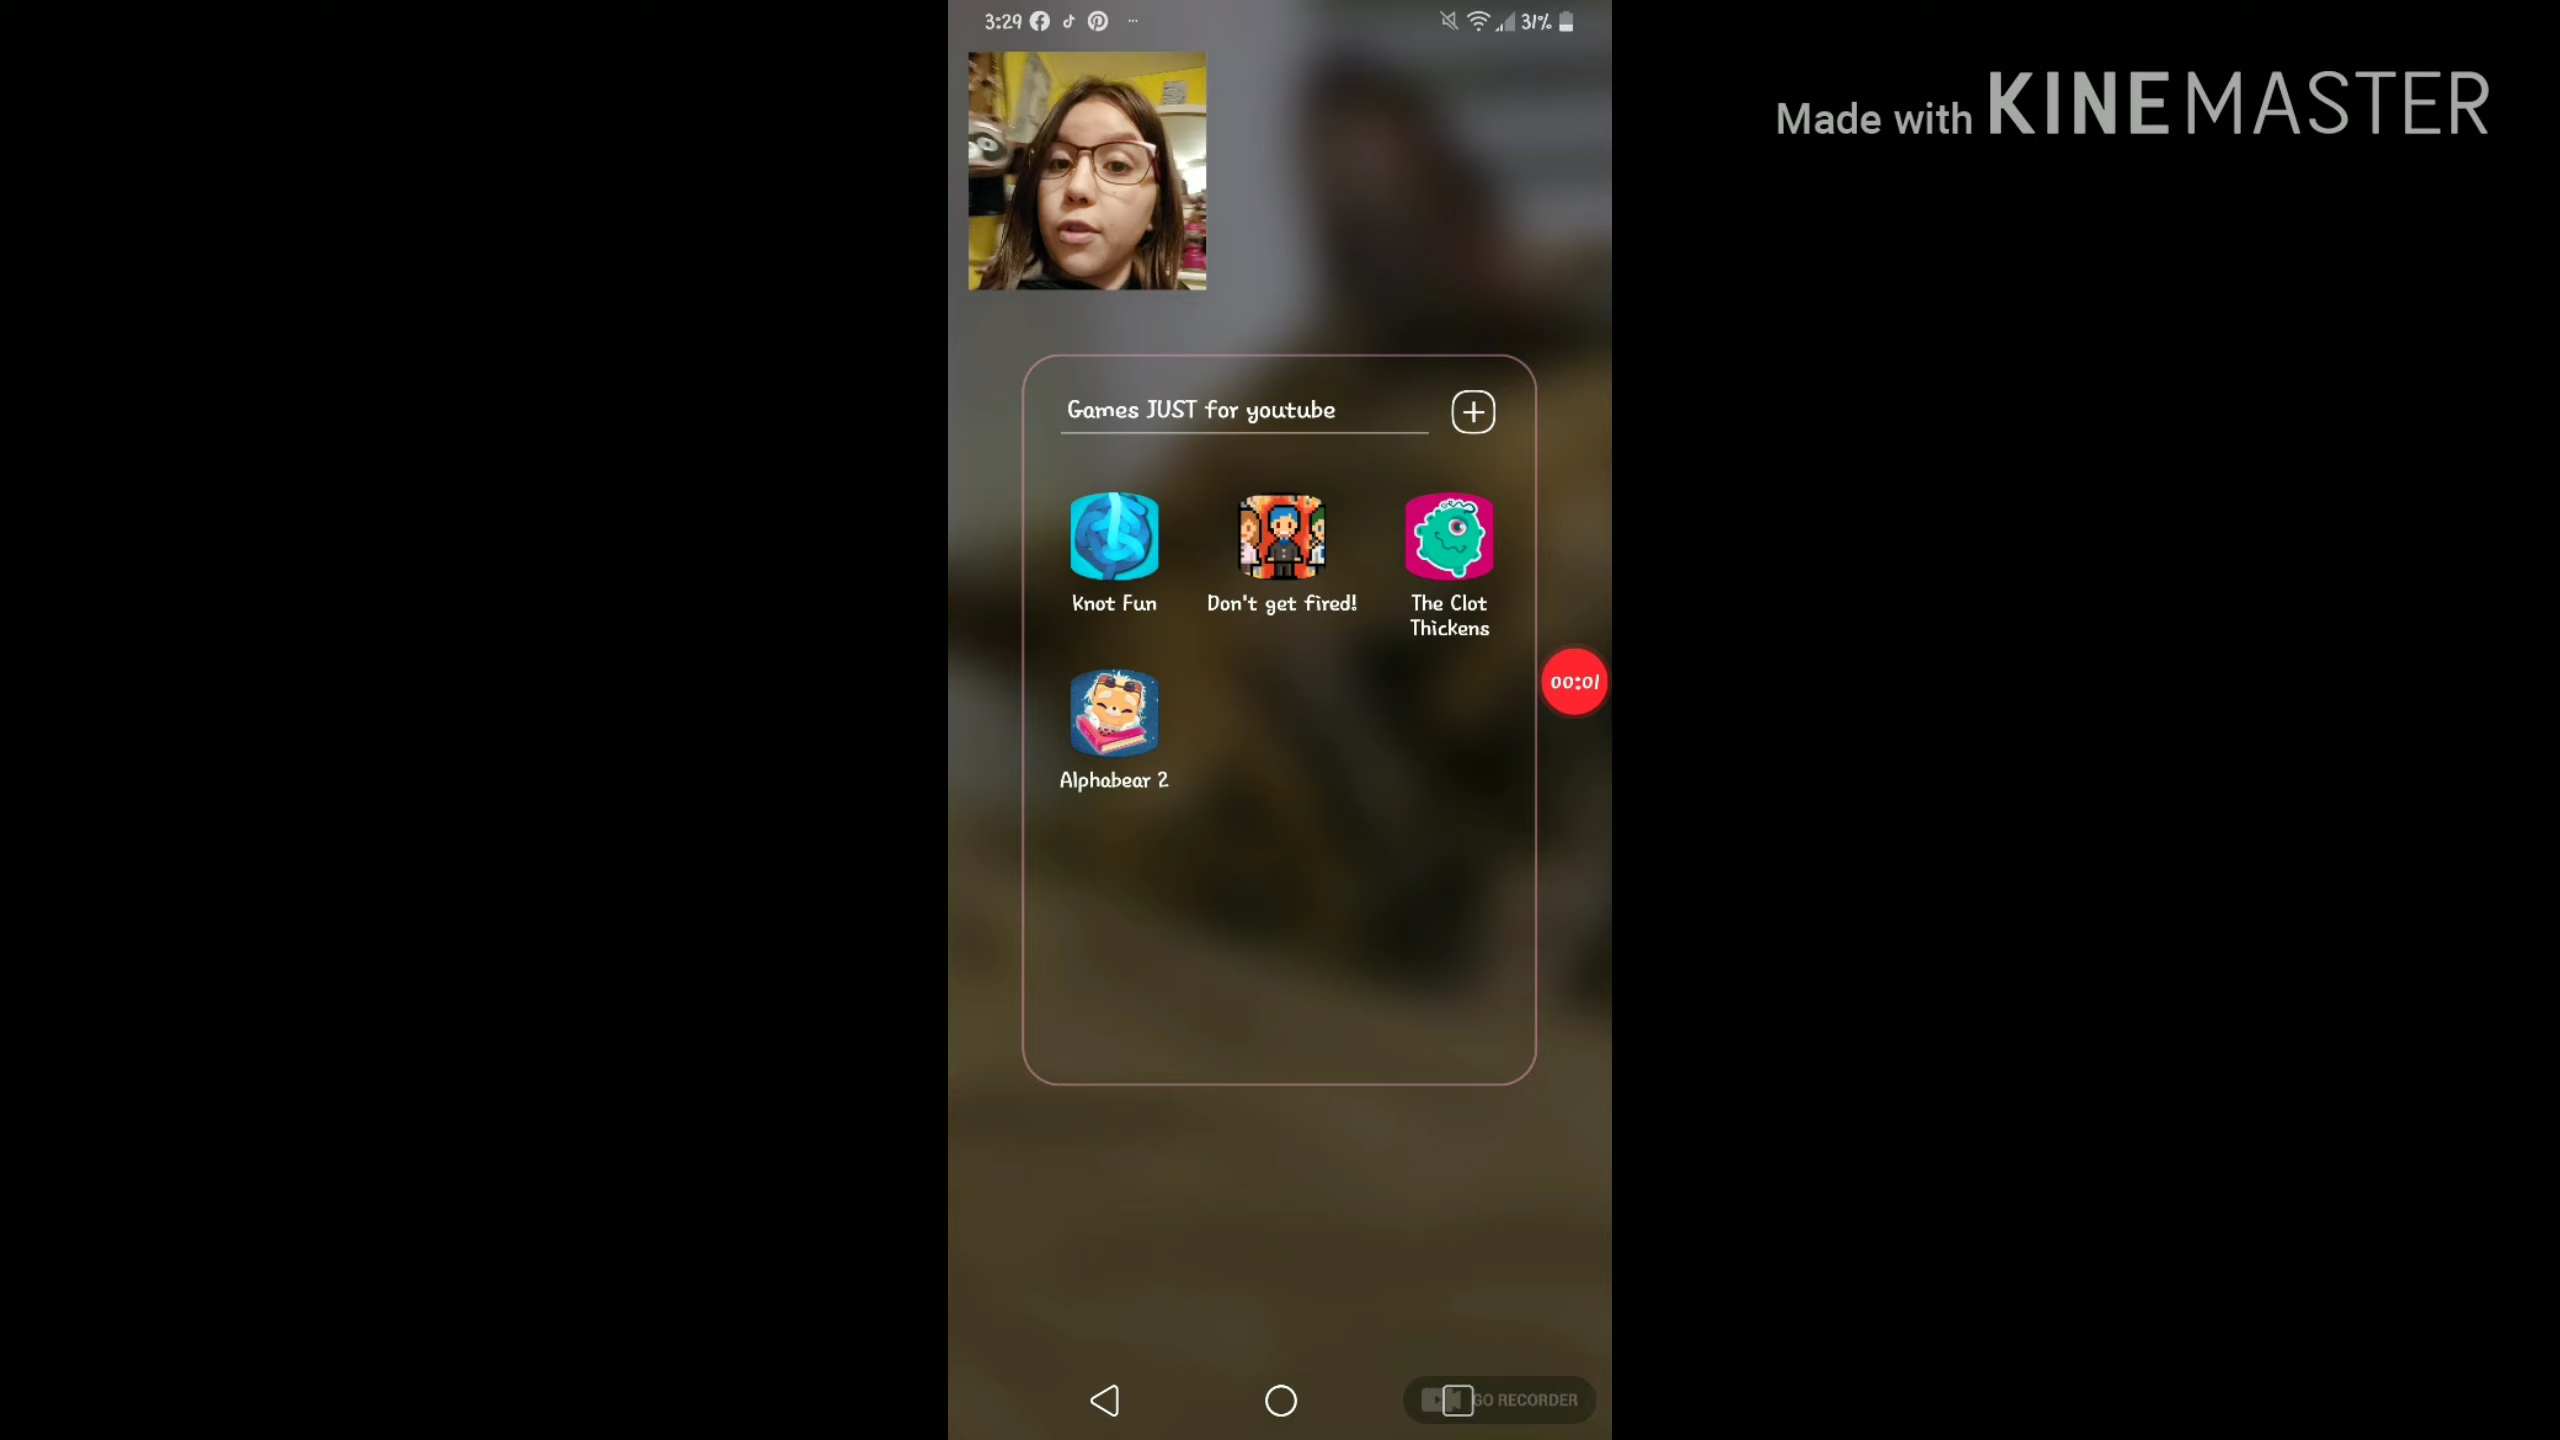 3:29
31%
Made with KINEMASTER
Games JUST for youtube
Knot Fun
Don't get fired!
The Clot
Thickens
00:01
Alphabear 2
GO RECORDER